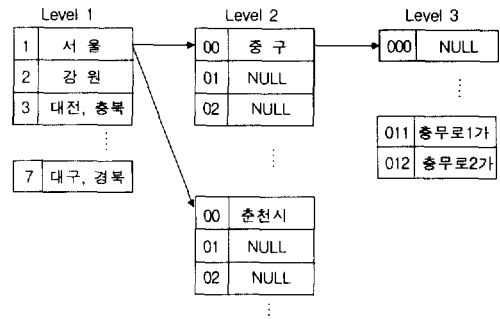 Level 1
Level 2
Level 3
1 서 울
2 강 원
3 대전, 충북
7 대구, 경북
00 중 구
01 NULL
02 NULL
00 춘천시
01 NULL
02 NULL
000 NULL
011 충무로1가
012 충무로2가